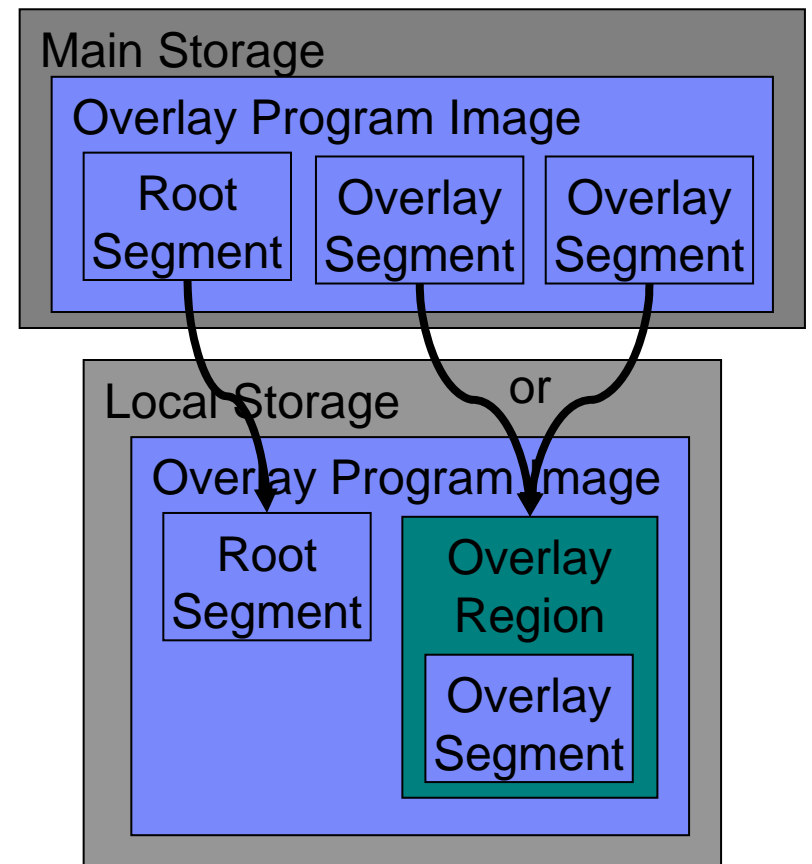 Main Storage
Overlay Program Image
Root
Segment
Overlay
Segment
Overlay
Segment
or
Local Storage
Overlay Program Image
Root
Segment
Overlay
Region
Overlay
Segment